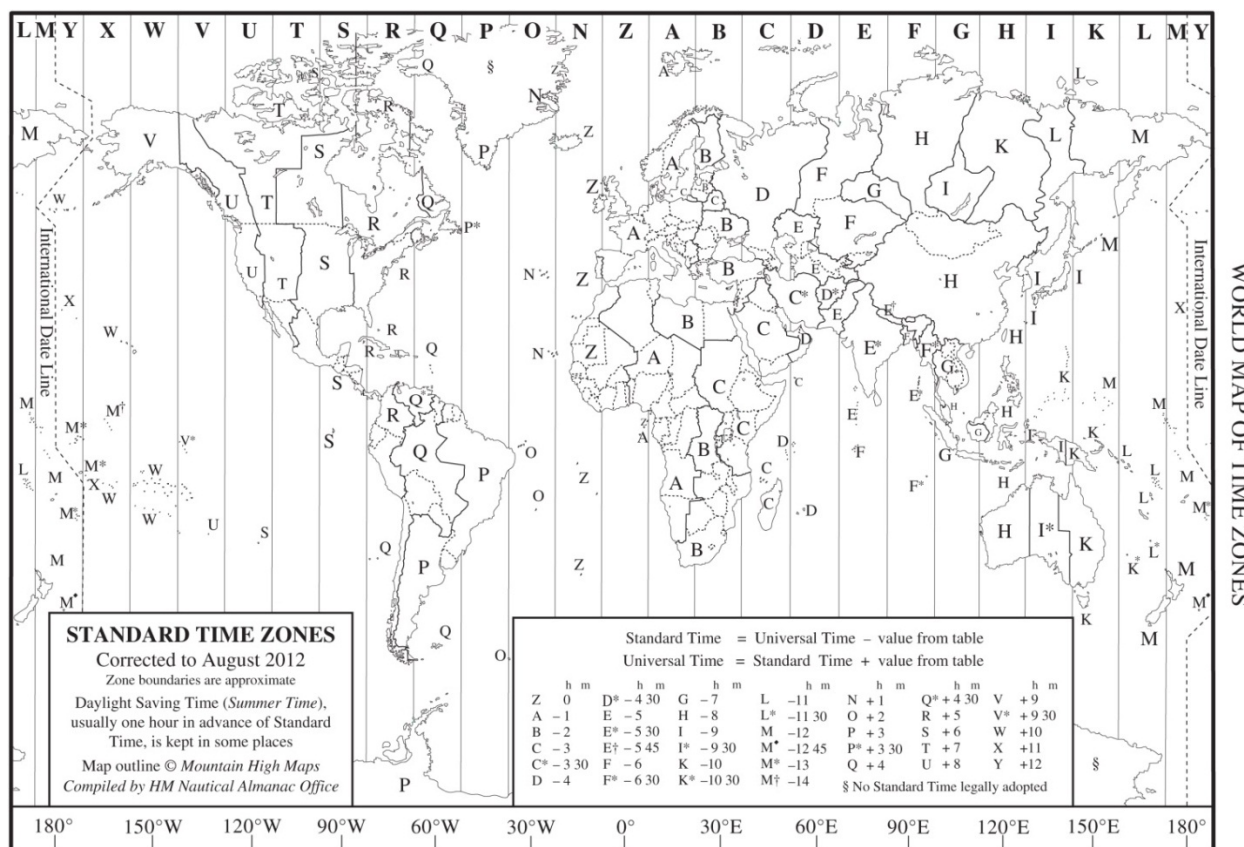 L M Y X W V U T S R Q P O N Z A B C D E F G H I K L M Y
WORLD MAP OF TIME ZONES
International Date Line
International Date Line
S Q § N A L
T R Z
M V S P A B H K L M
W U T Q Z D F G I
R P* A B E F M
U T S R N Z B H I I
X W R N Z B C* D* E E† H I X
R Q Z A C D E* F* G H
M M† S Q* R C E E* G H K M
M* V* S Q P O A B C D F I K L
L M M* X W W O Z A C F* G H K L M
M* W U S Q P B D H I* K L* K* M*
M M* Q O Z K M M*
P §
STANDARD TIME ZONES
Corrected to August 2012
Zone boundaries are approximate
Daylight Saving Time (Summer Time),
usually one hour in advance of Standard
Time, is kept in some places
Map outline © Mountain High Maps
Compiled by HM Nautical Almanac Office
Standard Time = Universal Time – value from table
Universal Time = Standard Time + value from table
h m h m h m h m h m h m h m
Z 0 D* – 4 30 G – 7 L –11 N + 1 Q* + 4 30 V + 9
A – 1 E – 5 H – 8 L* –11 30 O + 2 R + 5 V* + 9 30
B – 2 E* – 5 30 I – 9 M –12 P + 3 S + 6 W +10
C – 3 E† – 5 45 I* – 9 30 M♦ –12 45 P* + 3 30 T + 7 X +11
C* – 3 30 F – 6 K –10 M* –13 Q + 4 U + 8 Y +12
D – 4 F* – 6 30 K* –10 30 M† –14 § No Standard Time legally adopted
180° 150°W 120°W 90°W 60°W 30°W 0° 30°E 60°E 90°E 120°E 150°E 180°